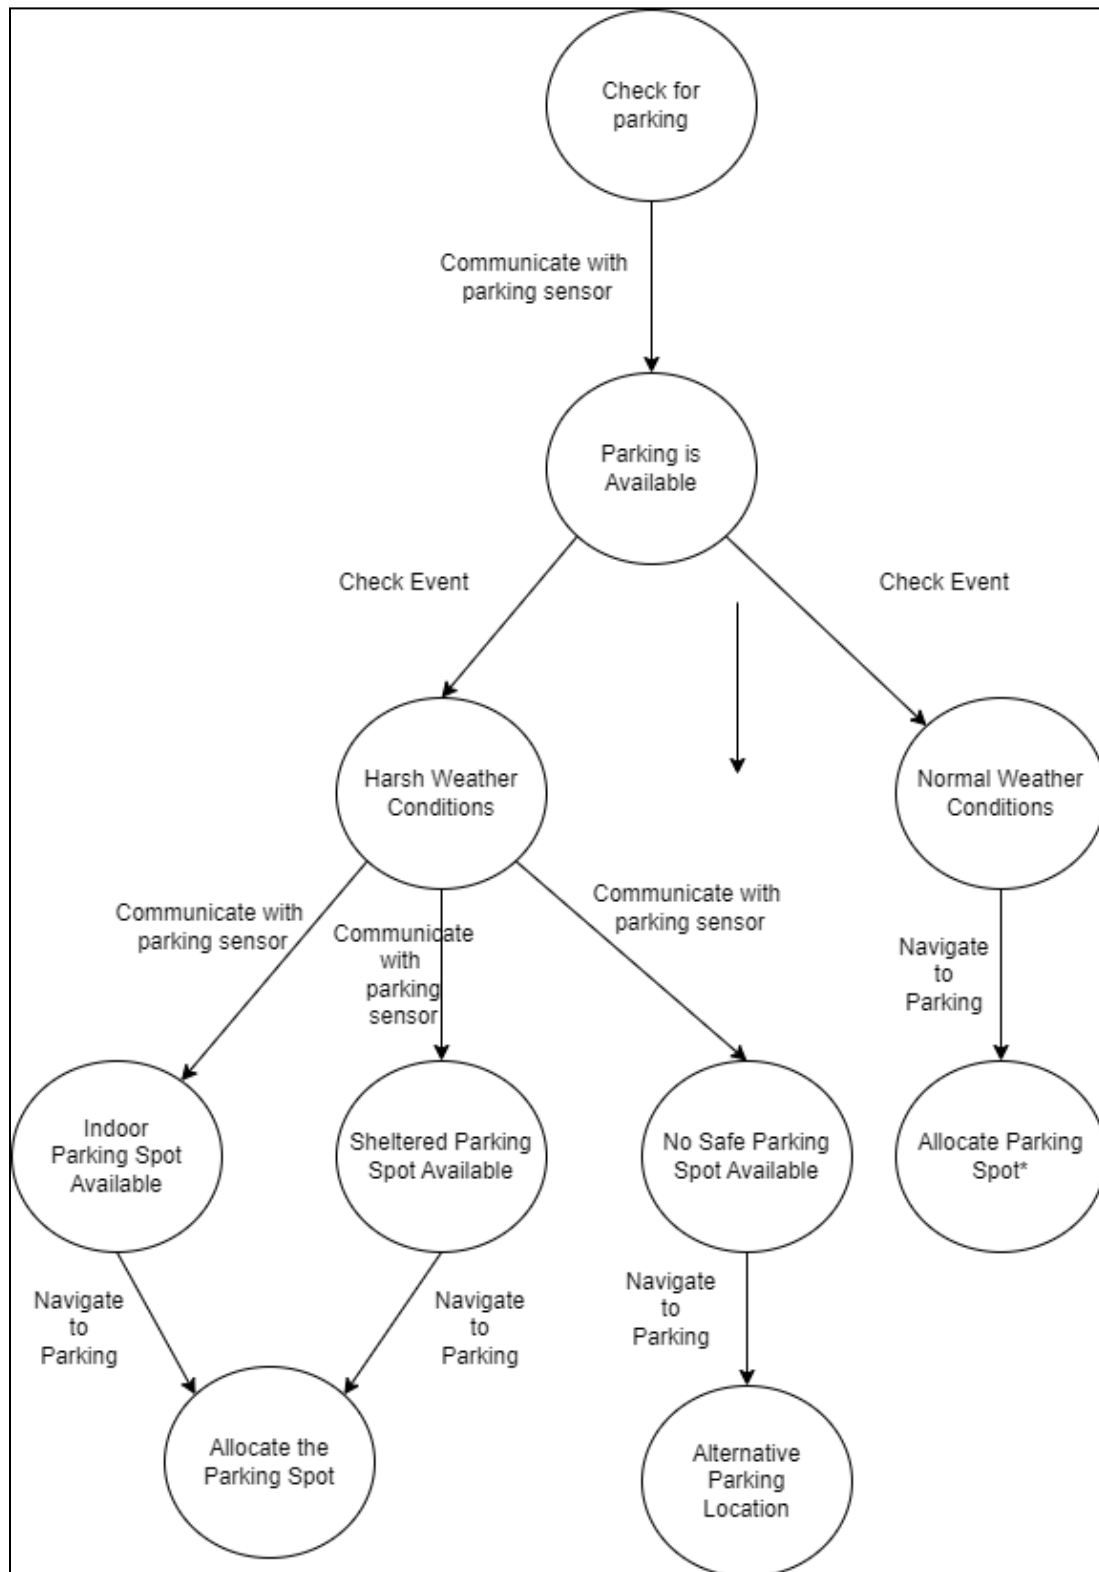 Check for
parking
Communicate with
parking sensor
Parking is
Available
Check Event
Check Event
Harsh Weather
Conditions
Normal Weather
Conditions
Communicate with
parking sensor
Communicate
with
parking
sensor
Communicate with
parking sensor
Navigate
to
Parking
Indoor
Parking Spot
Available
Sheltered Parking
Spot Available
No Safe Parking
Spot Available
Allocate Parking
Spot*
Navigate
to
Parking
Navigate
to
Parking
Navigate
to
Parking
Allocate the
Parking Spot
Alternative
Parking
Location